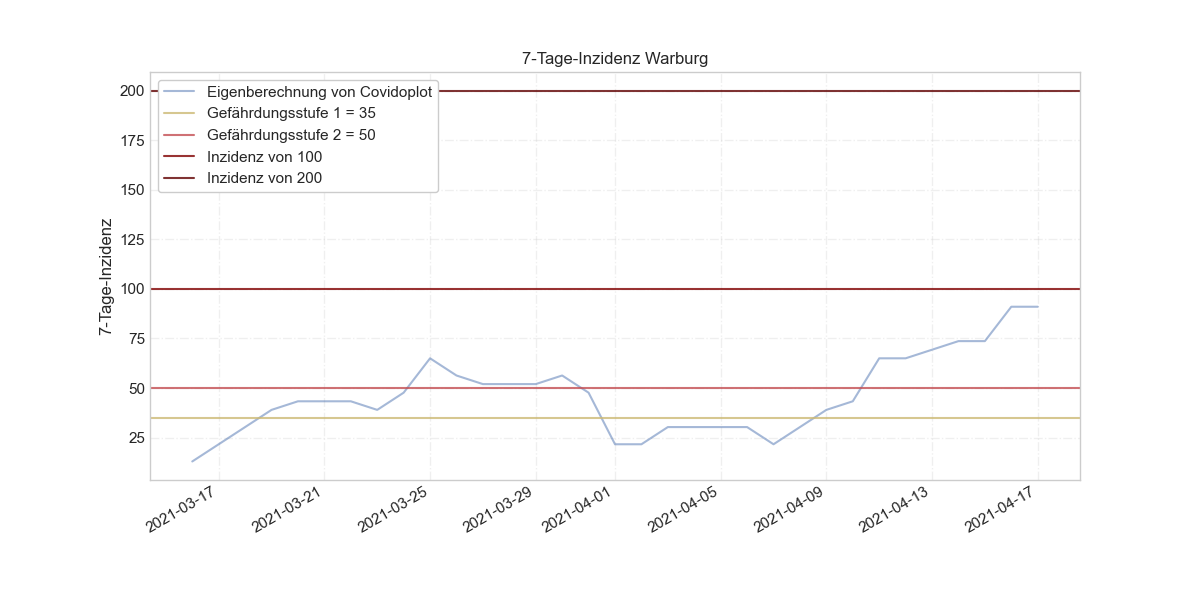 7-Tage-Inzidenz Warburg
Eigenberechnung von Covidoplot
Gefährdungsstufe 1 = 35
Gefährdungsstufe 2 = 50
Inzidenz von 100
Inzidenz von 200
7-Tage-Inzidenz
200
175
150
125
100
75
50
25
2021-03-17
2021-03-21
2021-03-25
2021-03-29
2021-04-01
2021-04-05
2021-04-09
2021-04-13
2021-04-17